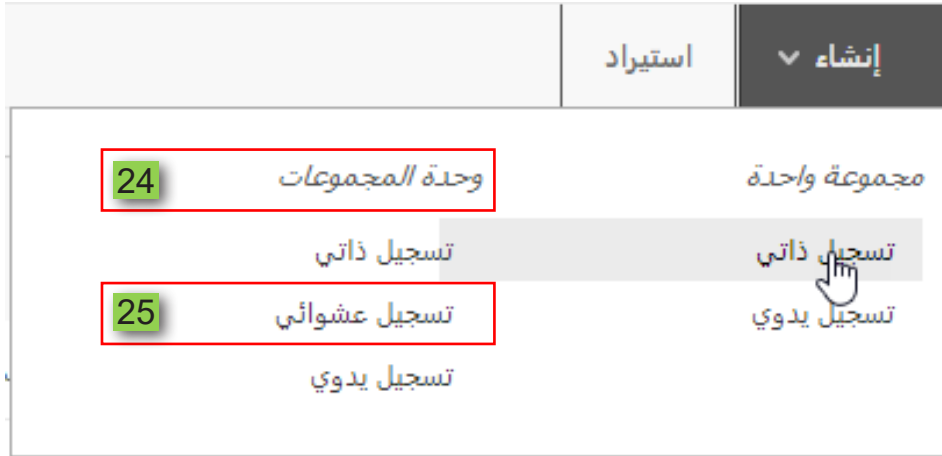 إنشاء استيراد
مجموعة واحدة وحدة المجموعات 24
تسجيل ذاتي تسجيل ذاتي
تسجيل يدوي تسجيل عشوائي 25
تسجيل يدوي